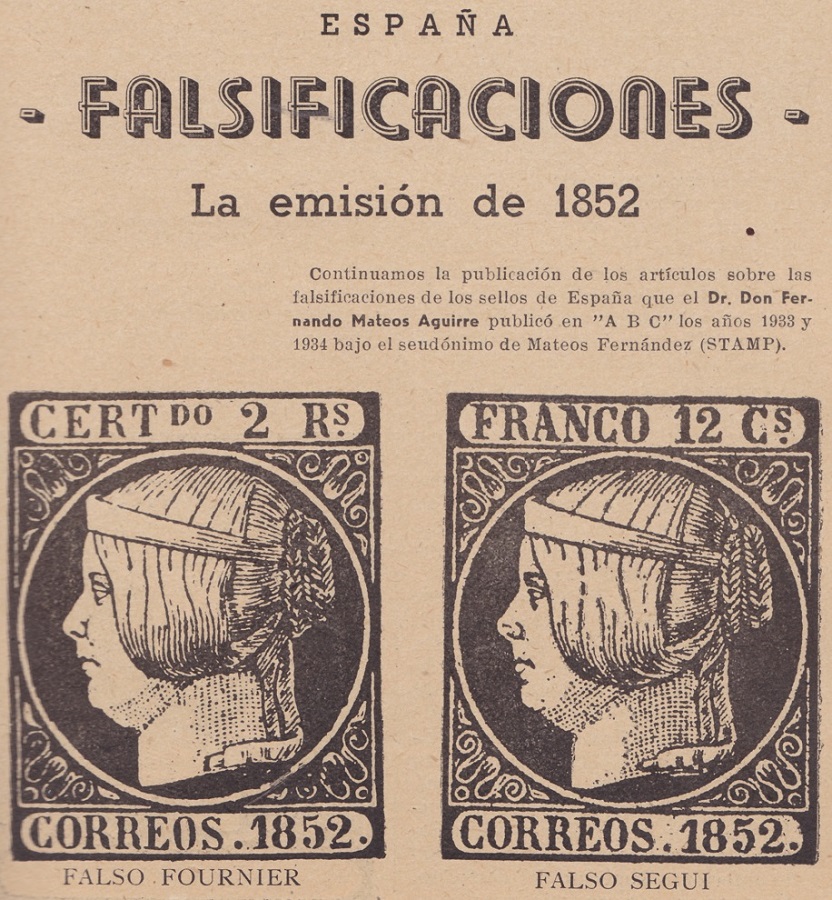 ESPAÑA
- FALSIFICACIONES -
La emisión de 1852
Continuamos la publicación de los artículos sobre las
falsificaciones de los sellos de España que el Dr. Don Fer-
nando Mateos Aguirre publicó en "A B C" los años 1933 y
1934 bajo el seudónimo de Mateos Fernández (STAMP).
CERTDO 2 RS.
CORREOS.1852.
FALSO FOURNIER
FRANCO 12 CS.
CORREOS.1852.
FALSO SEGUI